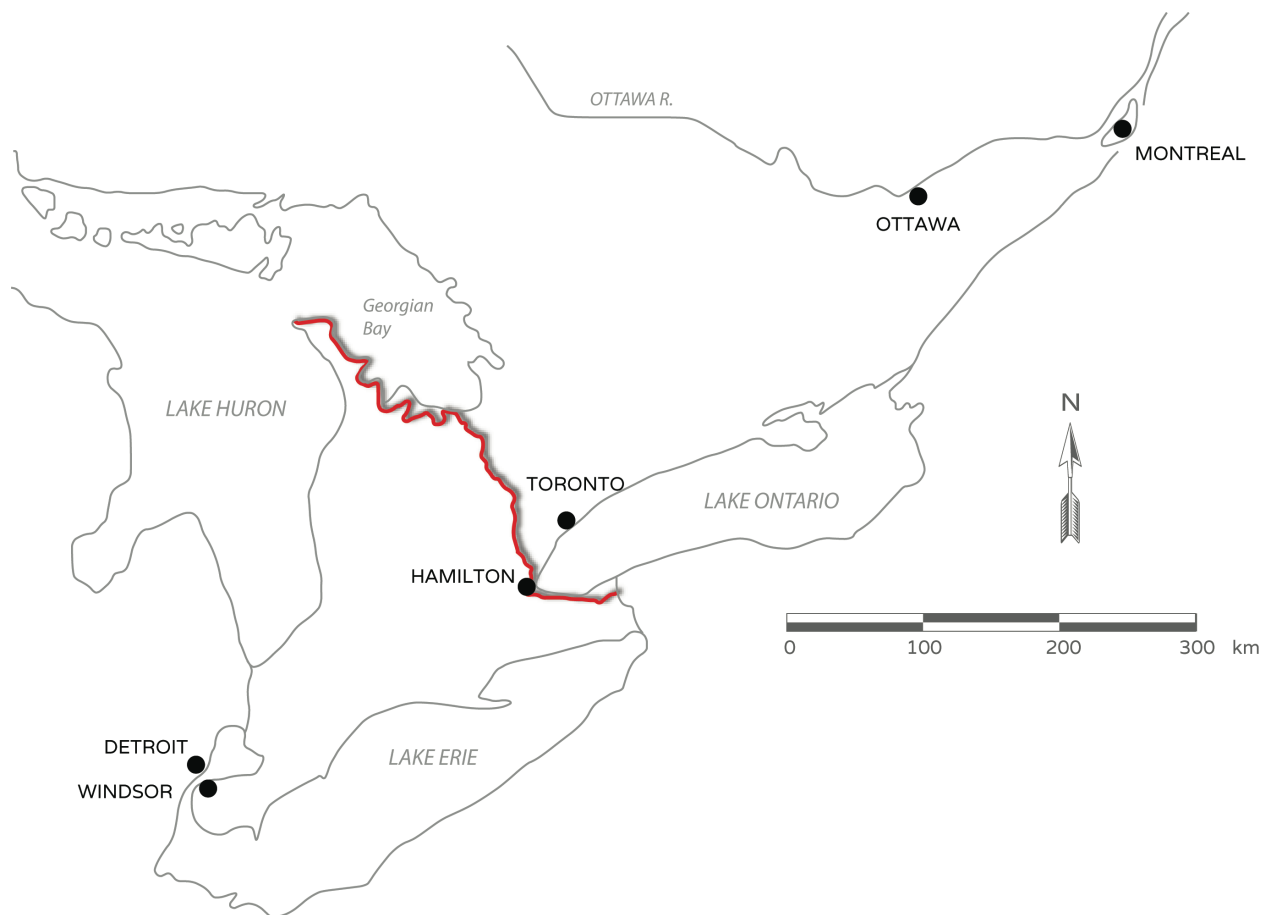 OTTAWA R.
MONTREAL
OTTAWA
Georgian
Bay
LAKE HURON
N
TORONTO
LAKE ONTARIO
HAMILTON
0 100 200 300 km
DETROIT
LAKE ERIE
WINDSOR